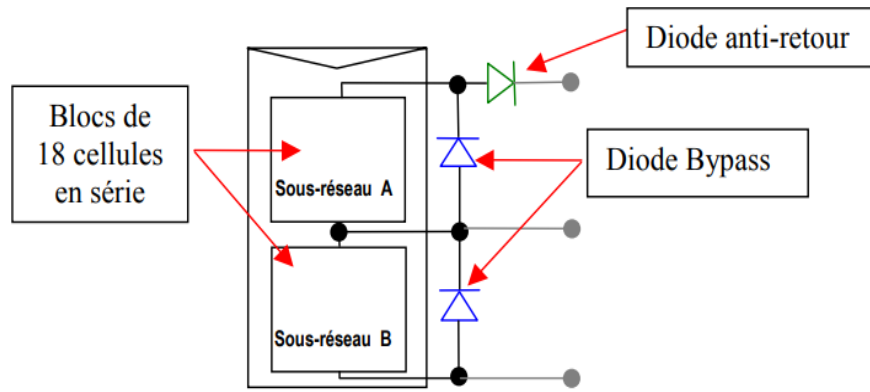 Diode anti-retour
Blocs de
18 cellules
en série
Sous-réseau A
Diode Bypass
Sous-réseau B